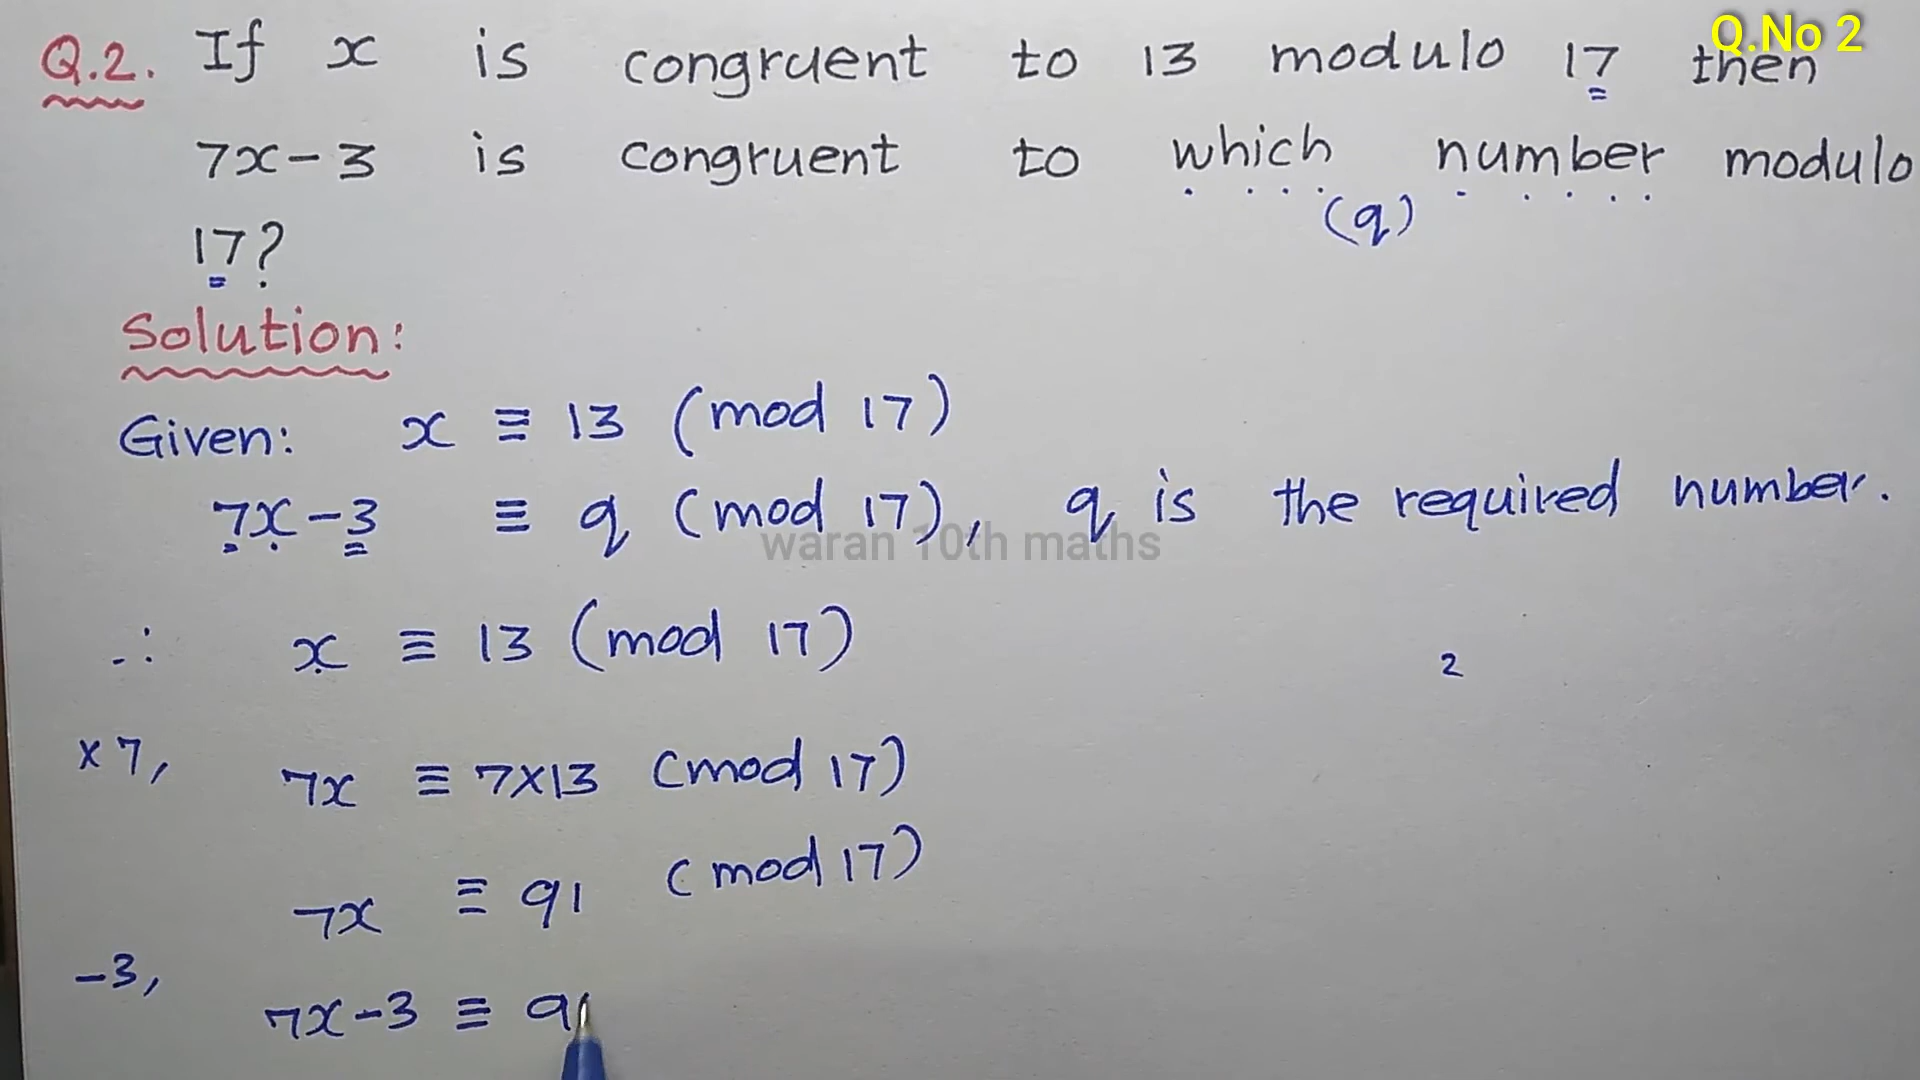 Q.No 2
Q.2. If x is congruent to 13 modulo 17 then
7x-3 is congruent to which number modulo
(q)
17?
Solution:
Given: x ≡ 13 (mod 17)
7x-3 ≡ q (mod 17), q is the required number.
waran 10th maths
∴ x ≡ 13 (mod 17)
2
×7, 7x ≡ 7×13 (mod 17)
7x ≡ 91 (mod 17)
-3,
7x-3 ≡ 91